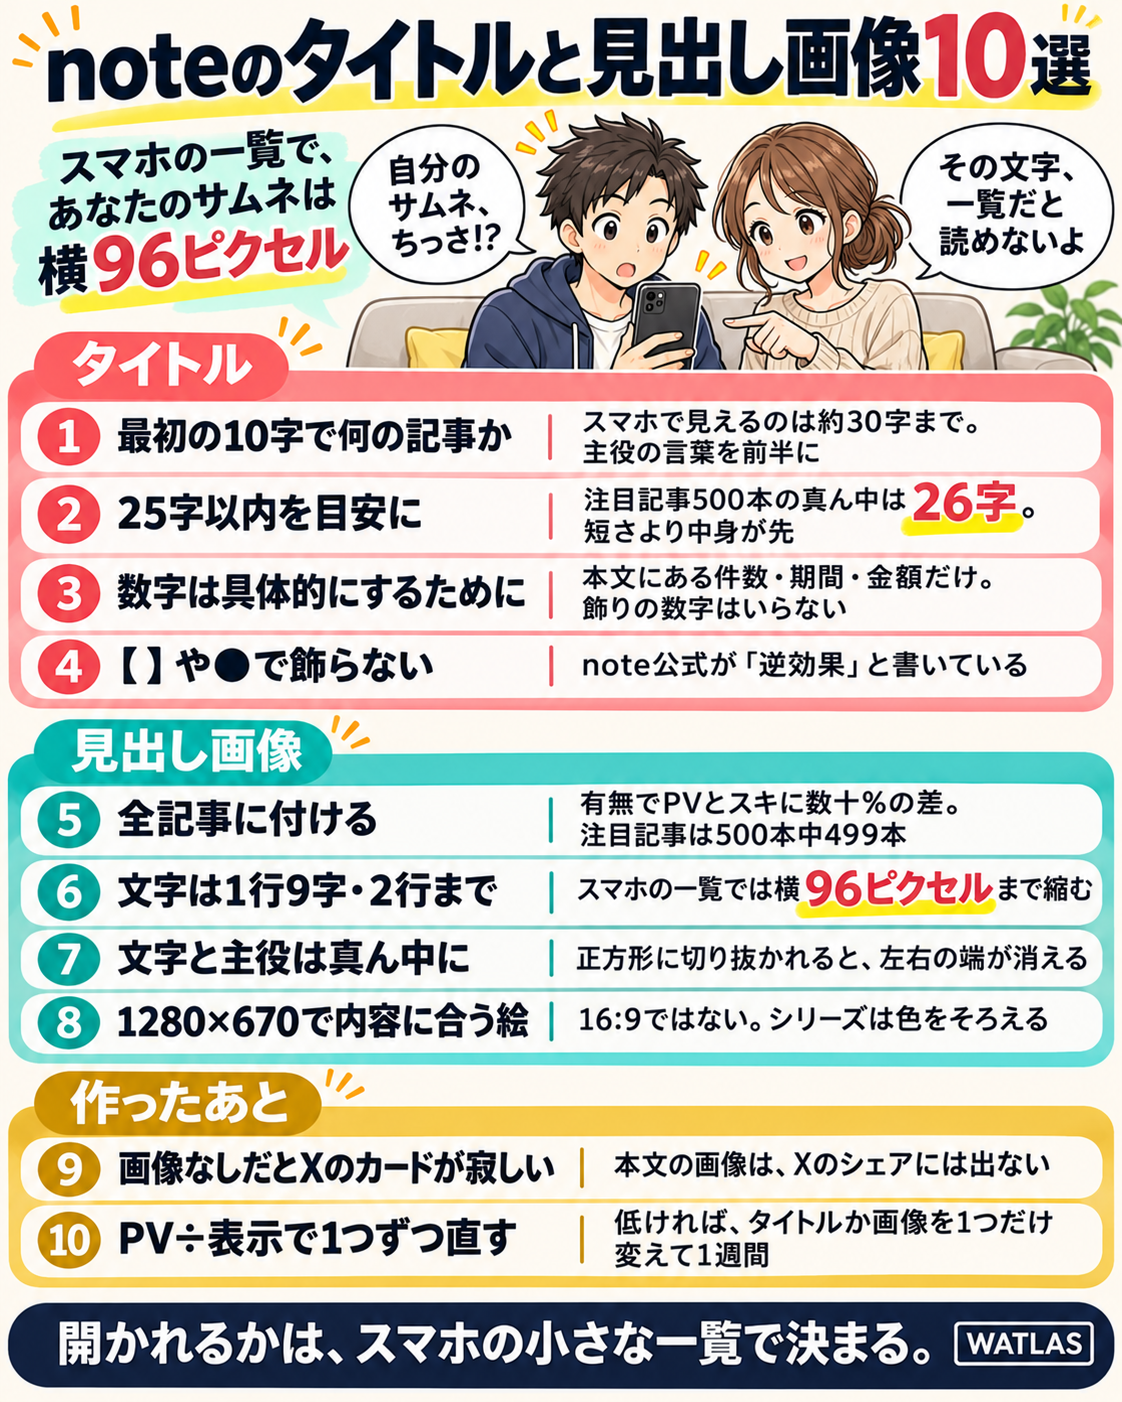 noteのタイトルと見出し画像10選
スマホの一覧で、
あなたのサムネは
横96ピクセル
自分の
サムネ、
ちっさ!?
その文字、
一覧だと
読めないよ
タイトル
1 最初の10字で何の記事か
スマホで見えるのは約30字まで。
主役の言葉を前半に
2 25字以内を目安に
注目記事500本の真ん中は26字。
短さより中身が先
3 数字は具体的にするために
本文にある件数・期間・金額だけ。
飾りの数字はいらない
4 【 】や●で飾らない
note公式が「逆効果」と書いている
見出し画像
5 全記事に付ける
有無でPVとスキに数十%の差。
注目記事は500本中499本
6 文字は1行9字・2行まで
スマホの一覧では横96ピクセルまで縮む
7 文字と主役は真ん中に
正方形に切り抜かれると、左右の端が消える
8 1280×670で内容に合う絵
16:9ではない。シリーズは色をそろえる
作ったあと
9 画像なしだとXのカードが寂しい
本文の画像は、Xのシェアには出ない
10 PV÷表示で1つずつ直す
低ければ、タイトルか画像を1つだけ
変えて1週間
開かれるかは、スマホの小さな一覧で決まる。
WATLAS